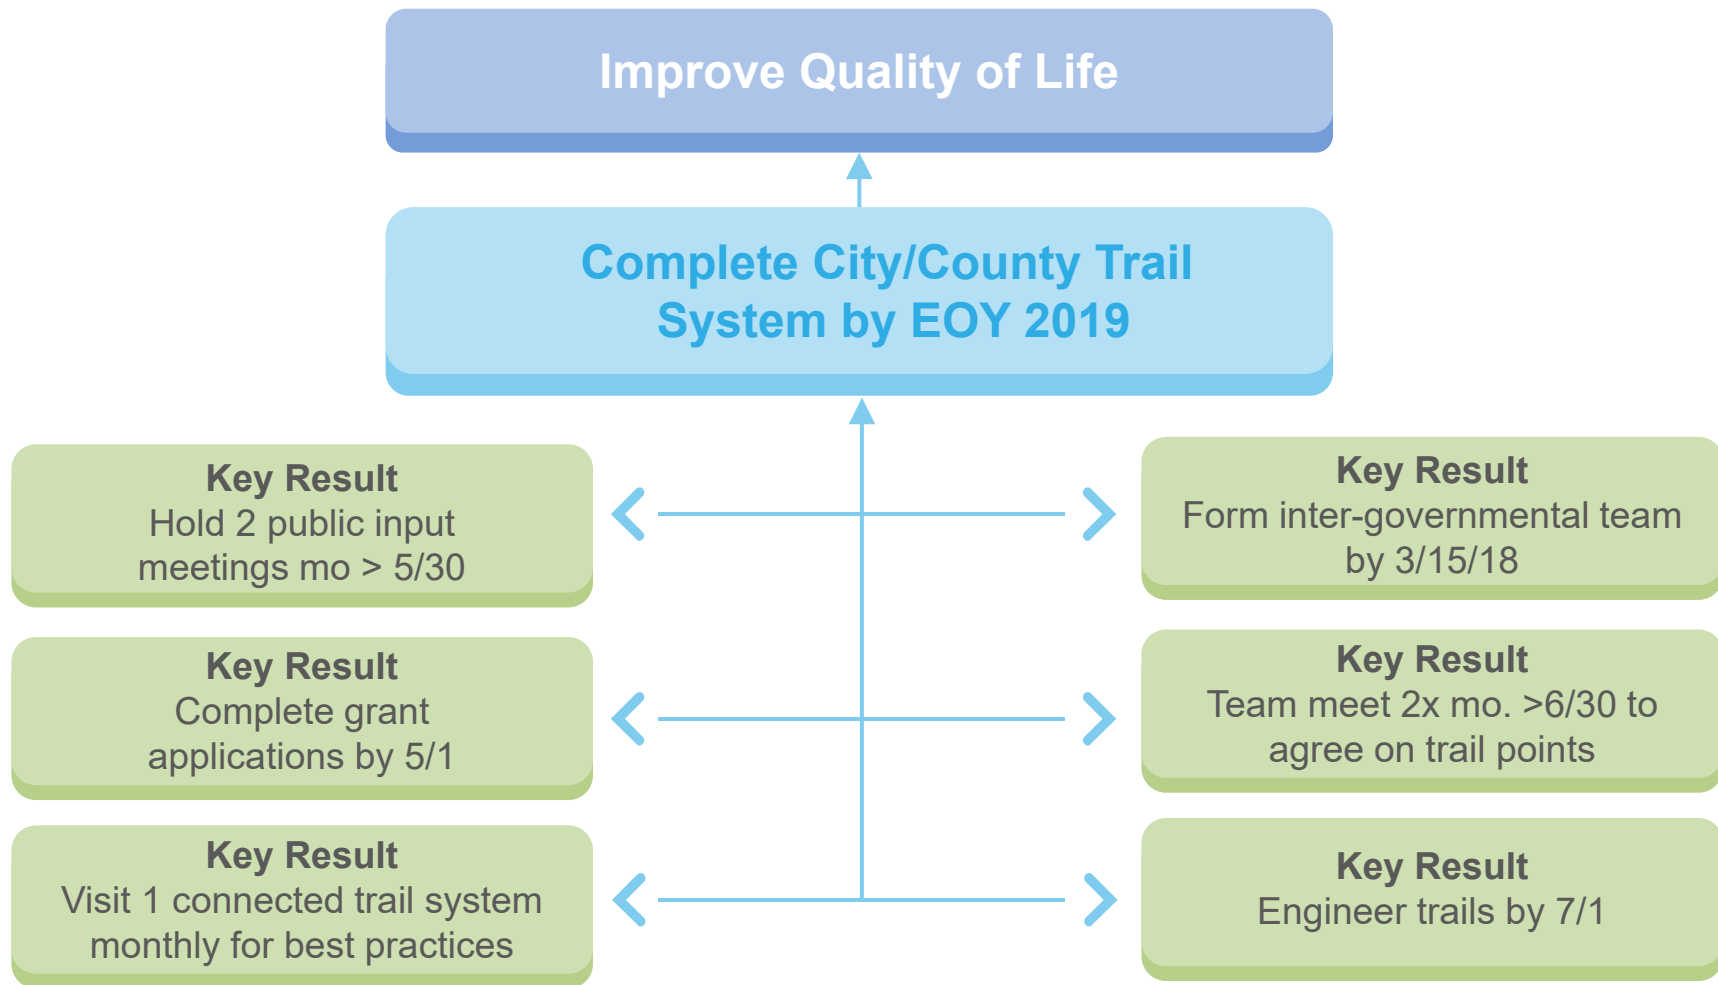 Improve Quality of Life
Complete City/County Trail
System by EOY 2019
Key Result
Hold 2 public input
meetings mo > 5/30
Key Result
Form inter-governmental team
by 3/15/18
Key Result
Complete grant
applications by 5/1
Key Result
Team meet 2x mo. >6/30 to
agree on trail points
Key Result
Visit 1 connected trail system
monthly for best practices
Key Result
Engineer trails by 7/1